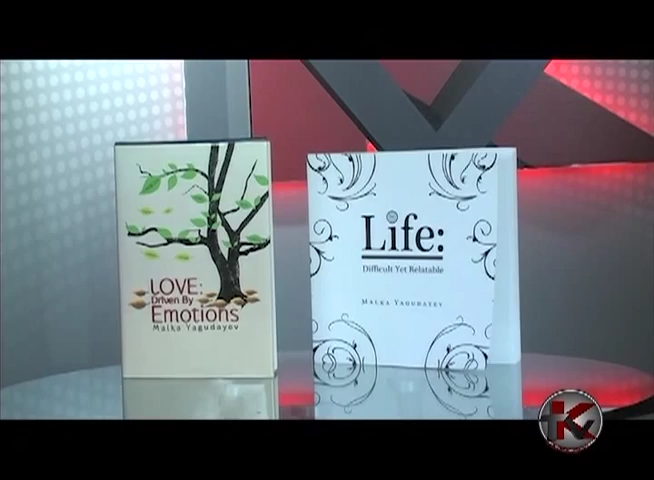 LOVE:
Driven By
Emotions
Malka Yagudayev
Life:
Difficult Yet Relatable
MALKA YAGUDAYEV